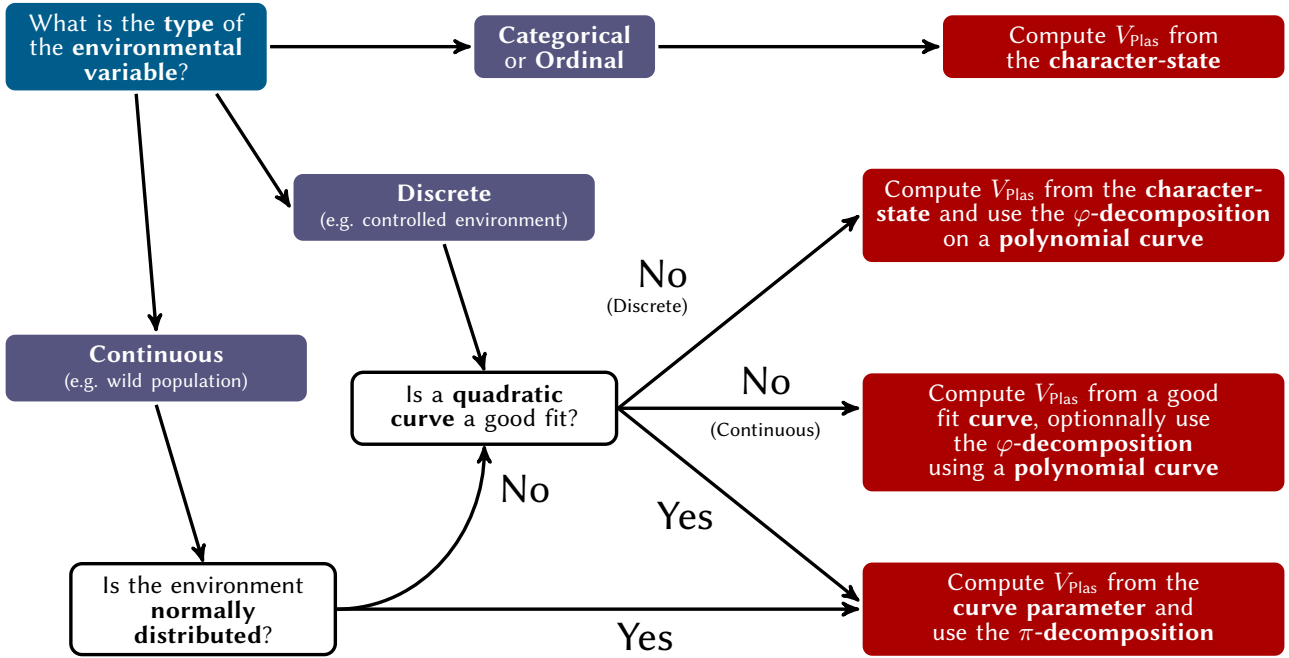 What is the type of
the environmental
variable?
Categorical
or Ordinal
Compute V_Plas from
the character-state
Discrete
(e.g. controlled environment)
Compute V_Plas from the character-
state and use the φ-decomposition
on a polynomial curve
No
(Discrete)
Continuous
(e.g. wild population)
Is a quadratic
curve a good fit?
No
(Continuous)
Compute V_Plas from a good
fit curve, optionnally use
the φ-decomposition
using a polynomial curve
No
Yes
Is the environment
normally
distributed?
Yes
Compute V_Plas from the
curve parameter and
use the π-decomposition